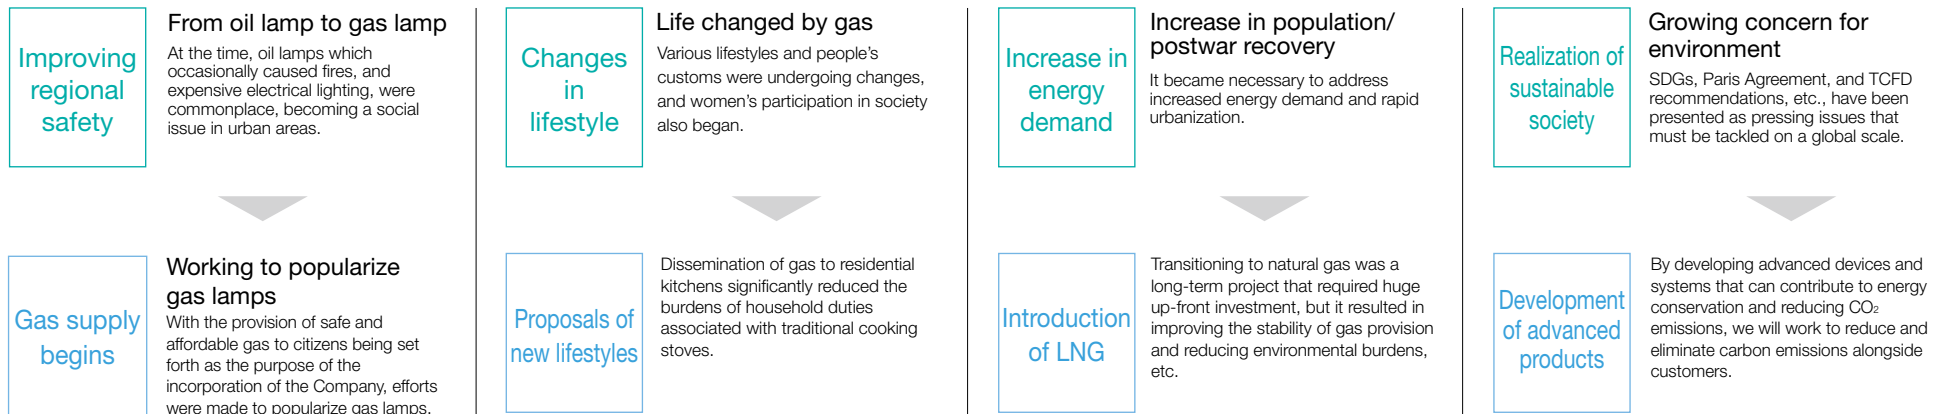 Improving
regional
safety
From oil lamp to gas lamp
At the time, oil lamps which
occasionally caused fires, and
expensive electrical lighting, were
commonplace, becoming a social
issue in urban areas.
Gas supply
begins
Working to popularize
gas lamps
With the provision of safe and
affordable gas to citizens being set
forth as the purpose of the
incorporation of the Company, efforts
were made to popularize gas lamps.
Changes
in
lifestyle
Life changed by gas
Various lifestyles and people's
customs were undergoing changes,
and women's participation in society
also began.
Proposals of
new lifestyles
Dissemination of gas to residential
kitchens significantly reduced the
burdens of household duties
associated with traditional cooking
stoves.
Increase in
energy
demand
Increase in population/
postwar recovery
It became necessary to address
increased energy demand and rapid
urbanization.
Introduction
of LNG
Transitioning to natural gas was a
long-term project that required huge
up-front investment, but it resulted in
improving the stability of gas provision
and reducing environmental burdens,
etc.
Realization of
sustainable
society
Growing concern for
environment
SDGs, Paris Agreement, and TCFD
recommendations, etc., have been
presented as pressing issues that
must be tackled on a global scale.
Development
of advanced
products
By developing advanced devices and
systems that can contribute to energy
conservation and reducing CO₂
emissions, we will work to reduce and
eliminate carbon emissions alongside
customers.